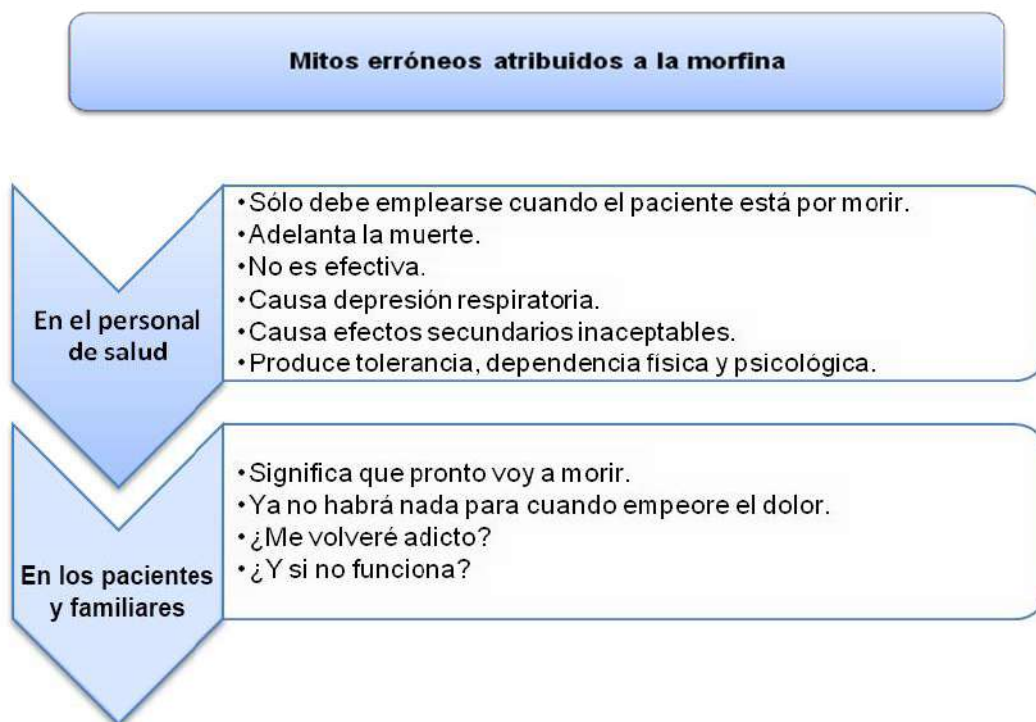 Mitos erróneos atribuidos a la morfina
En el personal
de salud
•Sólo debe emplearse cuando el paciente está por morir.
•Adelanta la muerte.
•No es efectiva.
•Causa depresión respiratoria.
•Causa efectos secundarios inaceptables.
•Produce tolerancia, dependencia física y psicológica.
En los pacientes
y familiares
•Significa que pronto voy a morir.
•Ya no habrá nada para cuando empeore el dolor.
•¿Me volveré adicto?
•¿Y si no funciona?